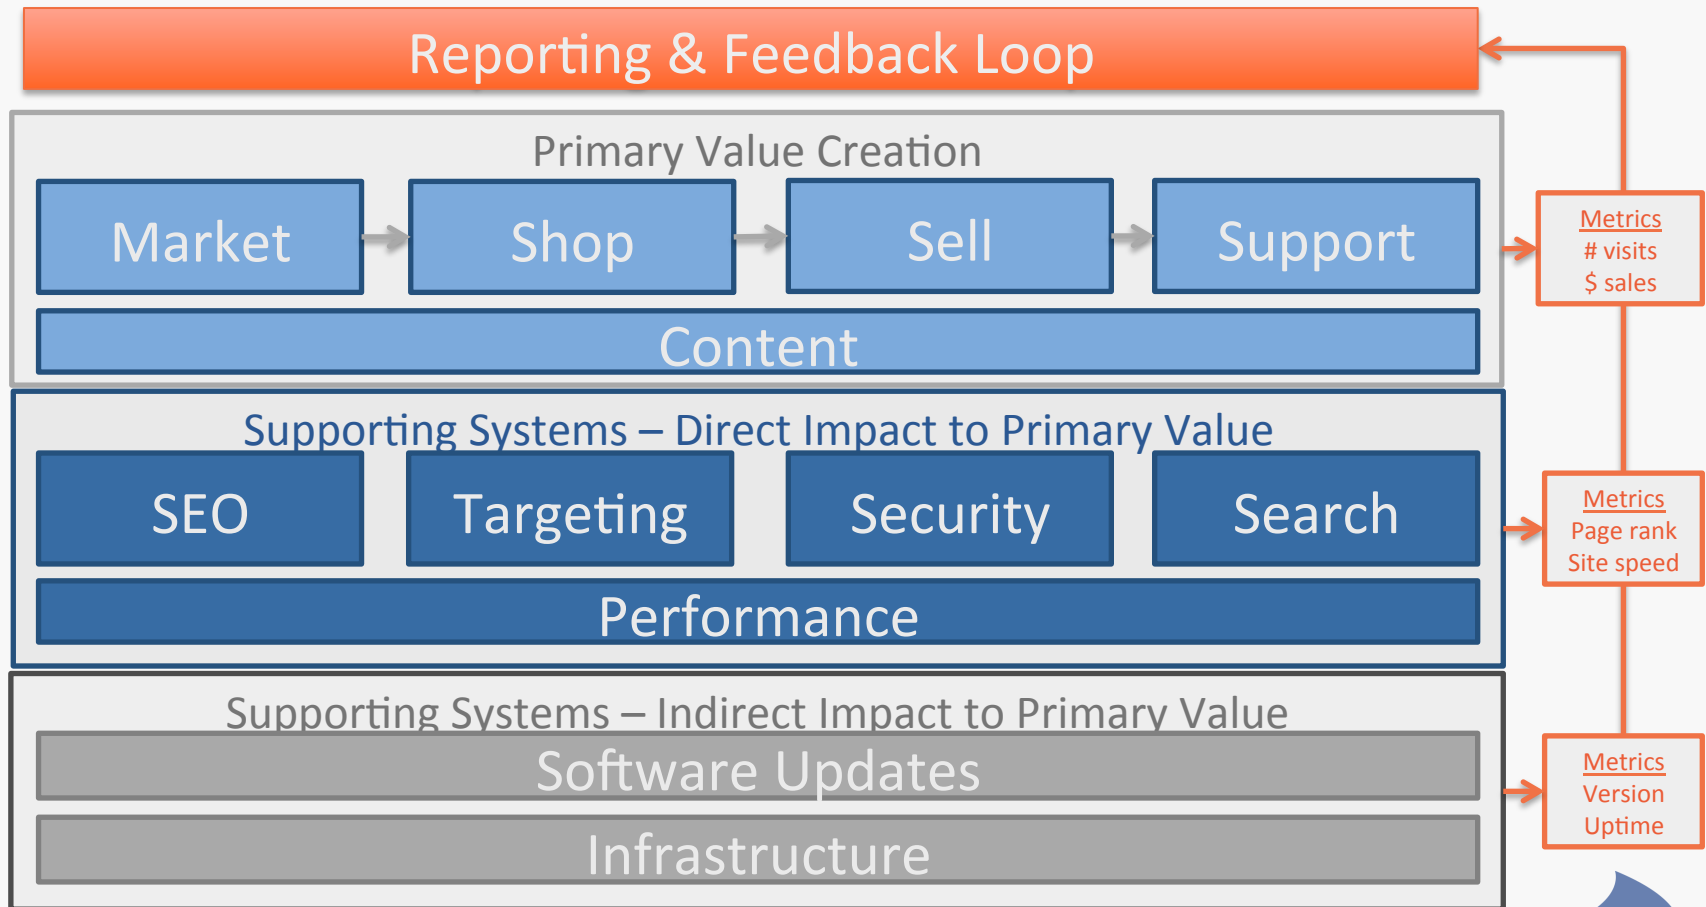 Reporting & Feedback Loop
Primary Value Creation
Market
Shop
Sell
Support
Content
Metrics
# visits
$ sales
Supporting Systems – Direct Impact to Primary Value
SEO
Targeting
Security
Search
Performance
Metrics
Page rank
Site speed
Supporting Systems – Indirect Impact to Primary Value
Software Updates
Infrastructure
Metrics
Version
Uptime